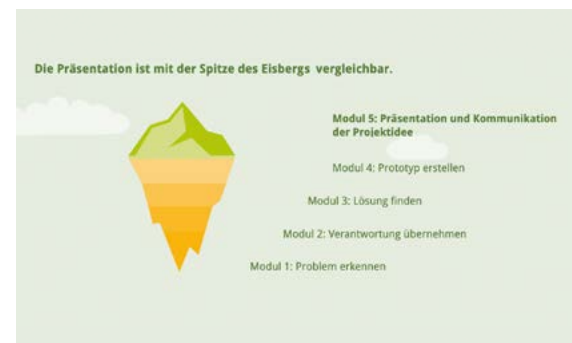 Die Präsentation ist mit der Spitze des Eisbergs vergleichbar.
Modul 5: Präsentation und Kommunikation
der Projektidee
Modul 4: Prototyp erstellen
Modul 3: Lösung finden
Modul 2: Verantwortung übernehmen
Modul 1: Problem erkennen